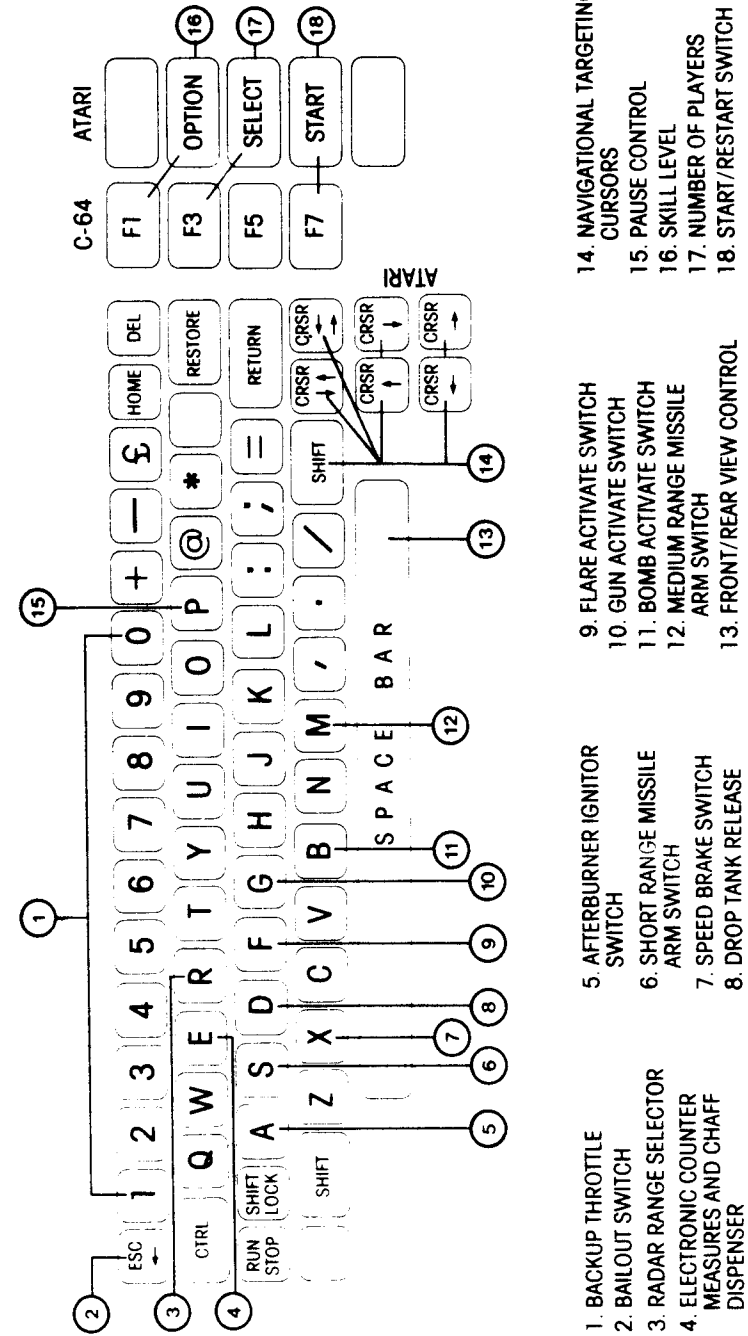 C-64 ATARI
16
17
18
15
1
2
3
4
ESC ← 1 2 3 4 5 6 7 8 9 0 + — £ HOME DEL
F1 OPTION
CTRL Q W E R T Y U I O P @ * RESTORE
F3 SELECT
RUN STOP SHIFT LOCK A S D F G H J K L : ; = RETURN
F5
SHIFT Z X C V B N M , . / SHIFT CRSR ↑ ↓ CRSR ← →
F7 START
SPACE BAR
CRSR ↑ CRSR ↓
CRSR ← CRSR →
ATARI
5
6
7
8
9
10
11
12
13
14
1. BACKUP THROTTLE
2. BAILOUT SWITCH
3. RADAR RANGE SELECTOR
4. ELECTRONIC COUNTER
MEASURES AND CHAFF
DISPENSER
5. AFTERBURNER IGNITOR
SWITCH
6. SHORT RANGE MISSILE
ARM SWITCH
7. SPEED BRAKE SWITCH
8. DROP TANK RELEASE
9. FLARE ACTIVATE SWITCH
10. GUN ACTIVATE SWITCH
11. BOMB ACTIVATE SWITCH
12. MEDIUM RANGE MISSILE
ARM SWITCH
13. FRONT/REAR VIEW CONTROL
14. NAVIGATIONAL TARGETING
CURSORS
15. PAUSE CONTROL
16. SKILL LEVEL
17. NUMBER OF PLAYERS
18. START/RESTART SWITCH